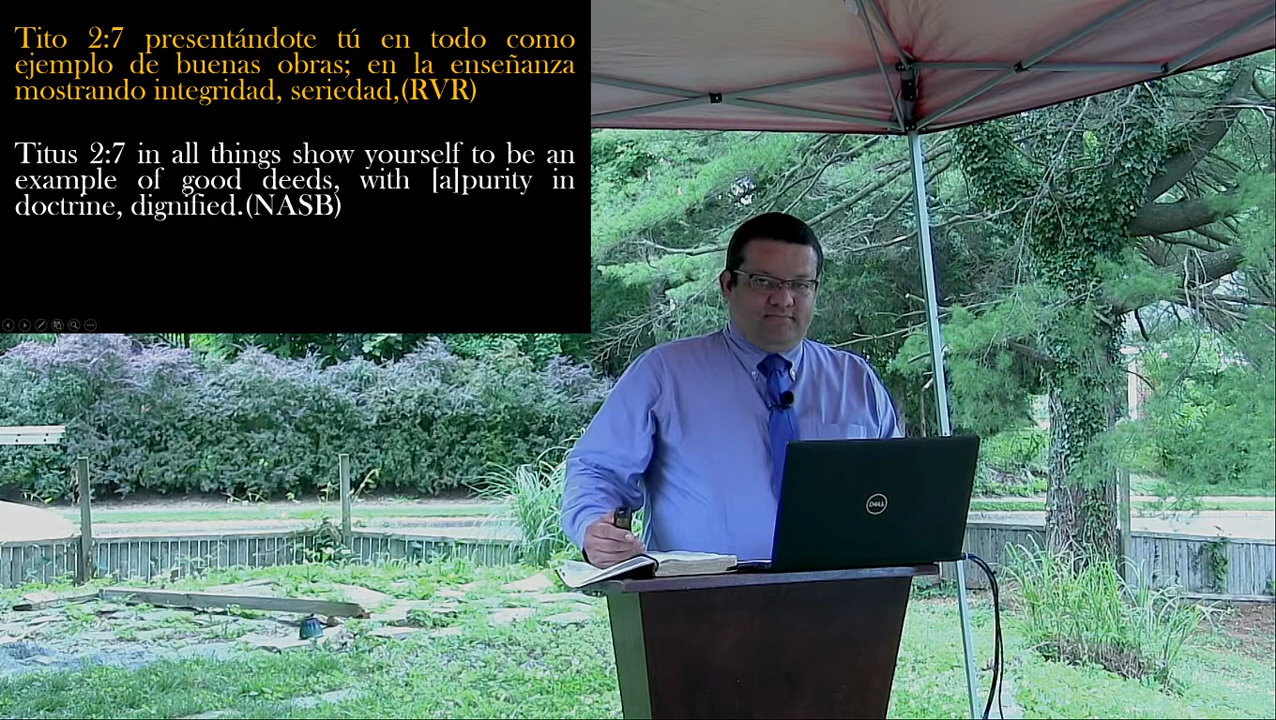 Tito 2:7 presentándote tú en todo como
ejemplo de buenas obras; en la enseñanza
mostrando integridad, seriedad,(RVR)
Titus 2:7 in all things show yourself to be an
example of good deeds, with [a]purity in
doctrine, dignified.(NASB)
DELL